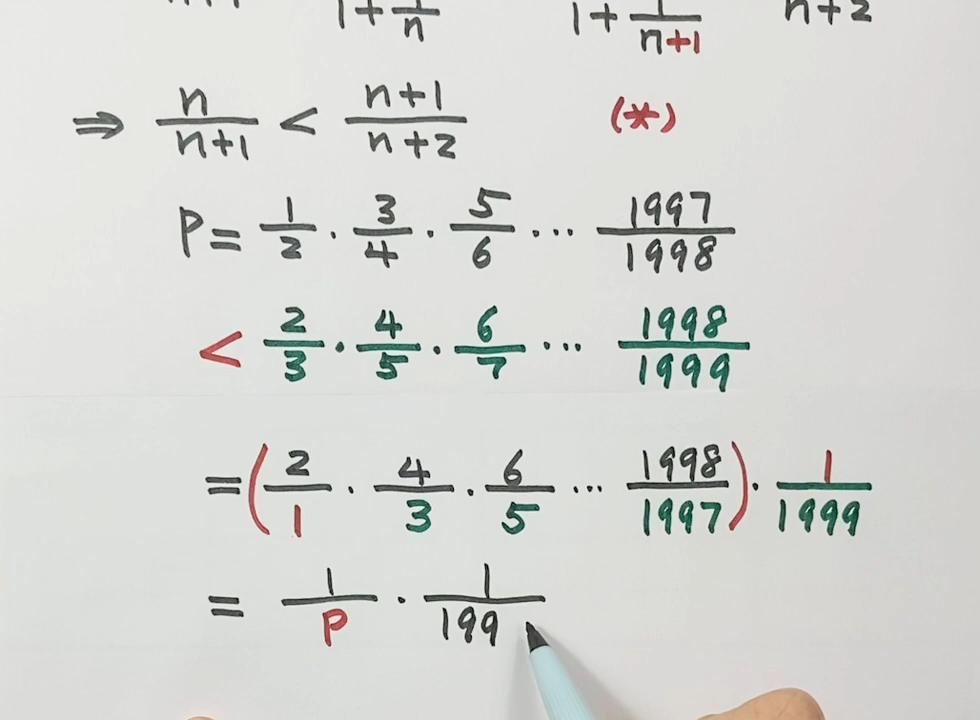 n+1 1+1/n 1+1/(n+1) n+2
⇒ n/(n+1) < (n+1)/(n+2) (*)
P= 1/2 · 3/4 · 5/6 ⋯ 1997/1998
< 2/3 · 4/5 · 6/7 ⋯ 1998/1999
=(2/1 · 4/3 · 6/5 ⋯ 1998/1997) · 1/1999
= 1/P · 1/199